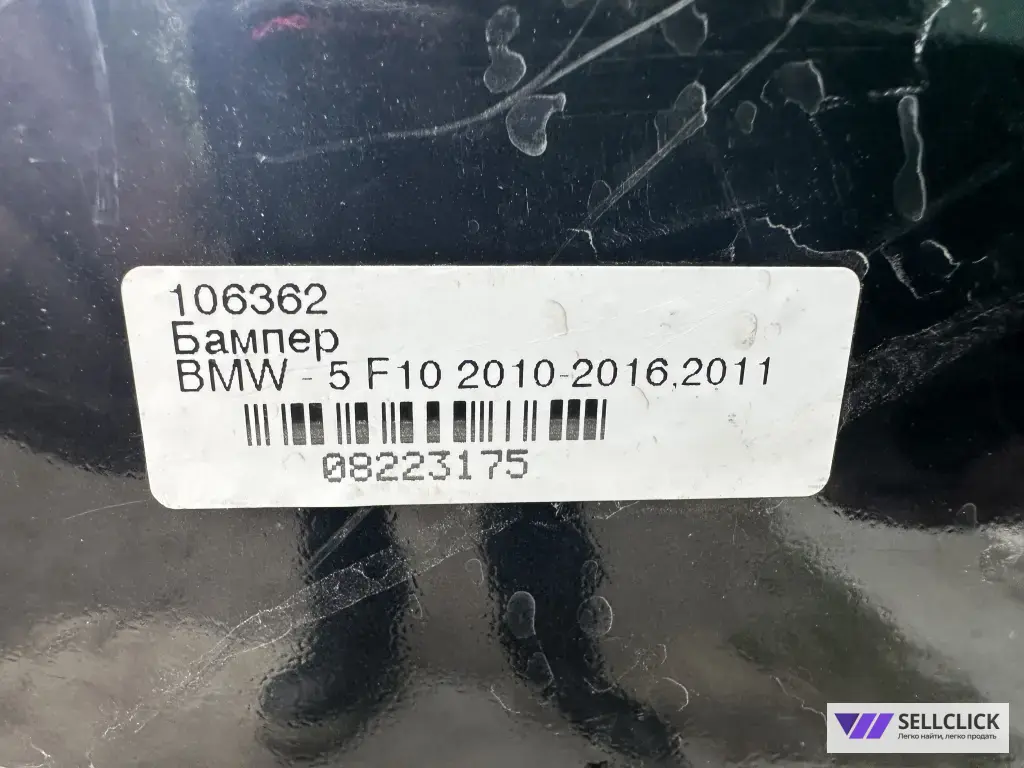 106362
Бампер
BMW - 5 F10 2010-2016,2011
08223175
SELLCLICK
Легко найти, легко продать